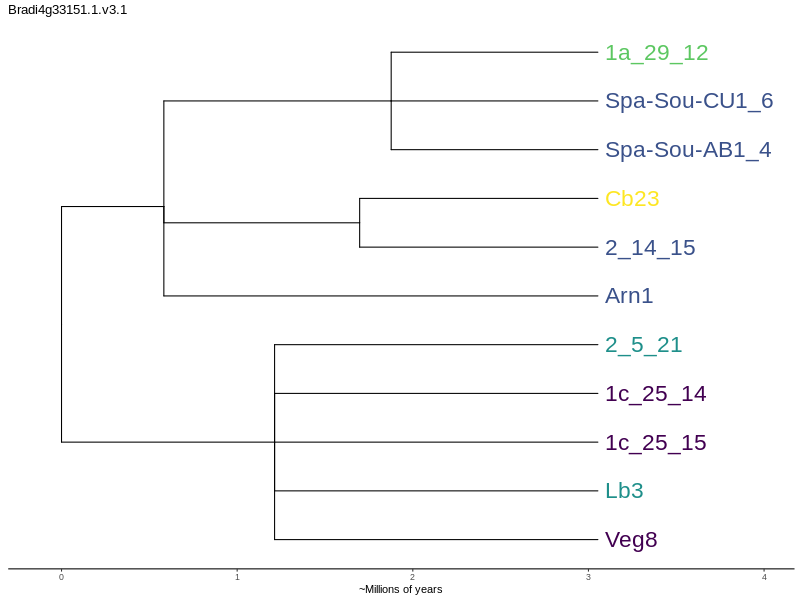 Bradi4g33151.1.v3.1
1a_29_12
Spa-Sou-CU1_6
Spa-Sou-AB1_4
Cb23
2_14_15
Arn1
2_5_21
1c_25_14
1c_25_15
Lb3
Veg8
0 1 2 3 4
~Millions of years